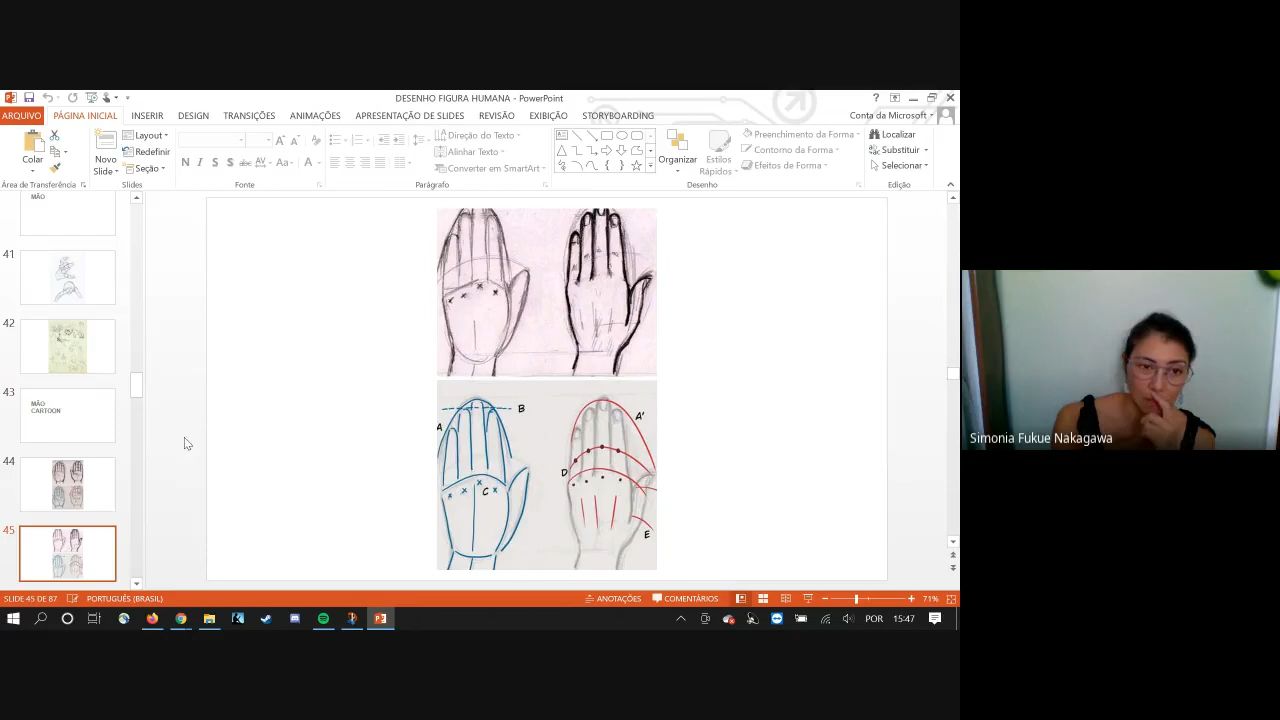 DESENHO FIGURA HUMANA - PowerPoint
?
ARQUIVO PÁGINA INICIAL INSERIR DESIGN TRANSIÇÕES ANIMAÇÕES APRESENTAÇÃO DE SLIDES REVISÃO EXIBIÇÃO STORYBOARDING Conta da Microsoft
Colar
Novo Slide
Layout
Redefinir
Seção
N I S S abc AV Aa A
Direção do Texto
Alinhar Texto
Converter em SmartArt
Organizar
Estilos Rápidos
Preenchimento da Forma
Contorno da Forma
Efeitos de Forma
Localizar
Substituir
Selecionar
Área de Transferência Slides Fonte Parágrafo Desenho Edição
MÃO
41
42
43
MÃO
CARTOON
44
45
A
B
C
A'
D
E
Simonia Fukue Nakagawa
SLIDE 45 DE 87 PORTUGUÊS (BRASIL) ANOTAÇÕES COMENTÁRIOS 71%
POR 15:47